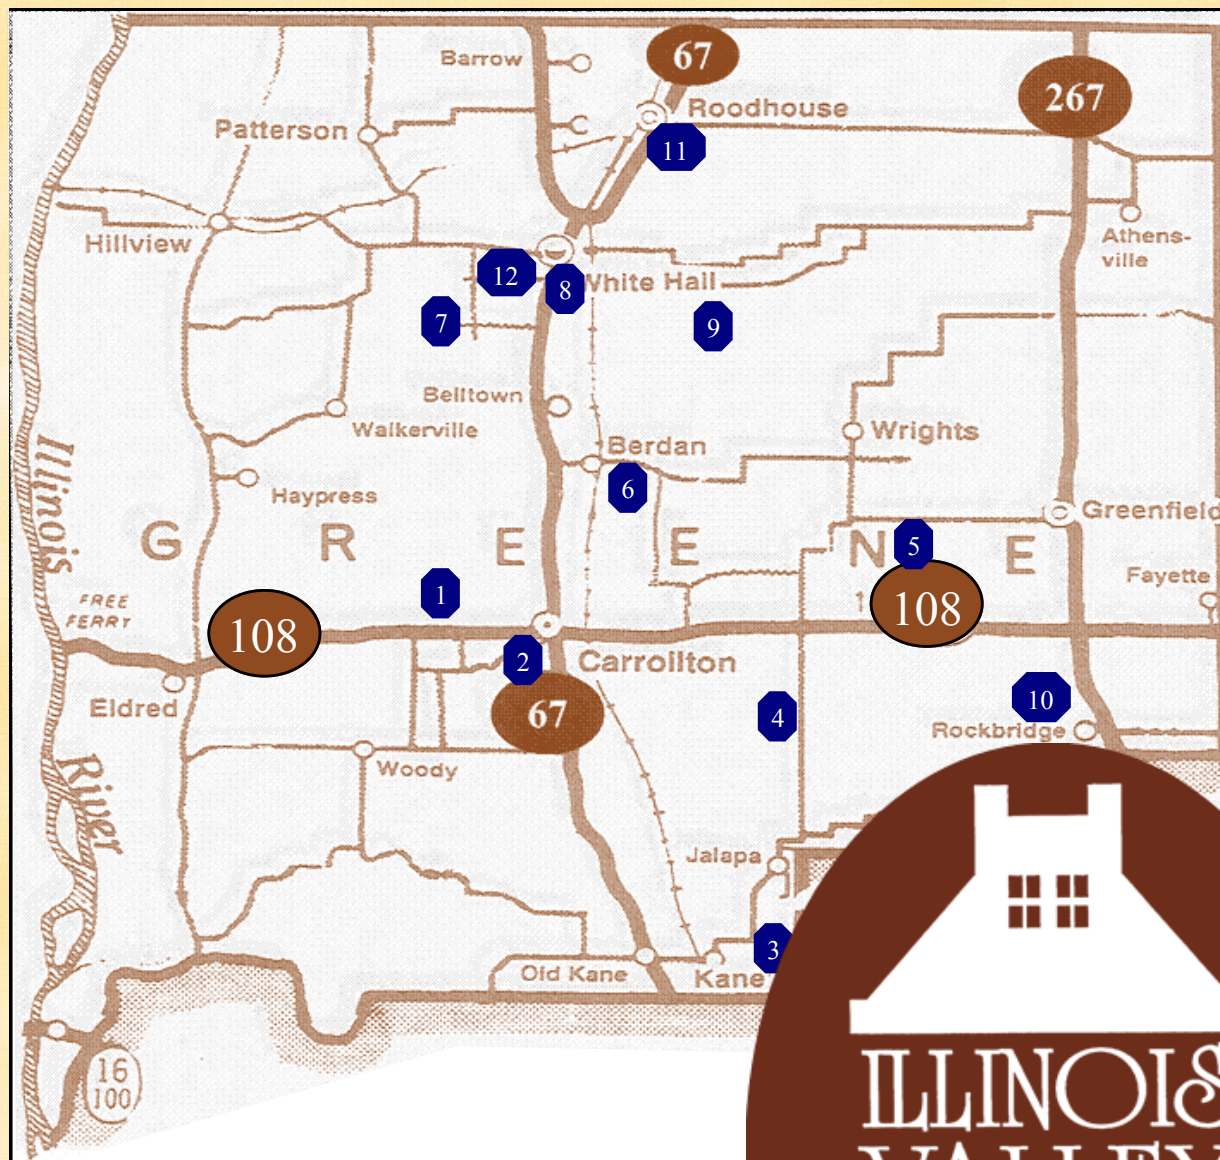 67
Barrow
267
Roodhouse
Patterson
11
Athens-
ville
Hillview
12
8
White Hall
7
9
Belltown
Walkerville
Wrights
Berdan
Haypress
6
Illinois
Greenfield
G R E E N E
5
Fayette
1
FREE
FERRY
108
108
2
Carrollton
Eldred
67
4
10
Rockbridge
Woody
River
Jalapa
3
Old Kane
Kane
16
100
ILLINOIS
VALLEY